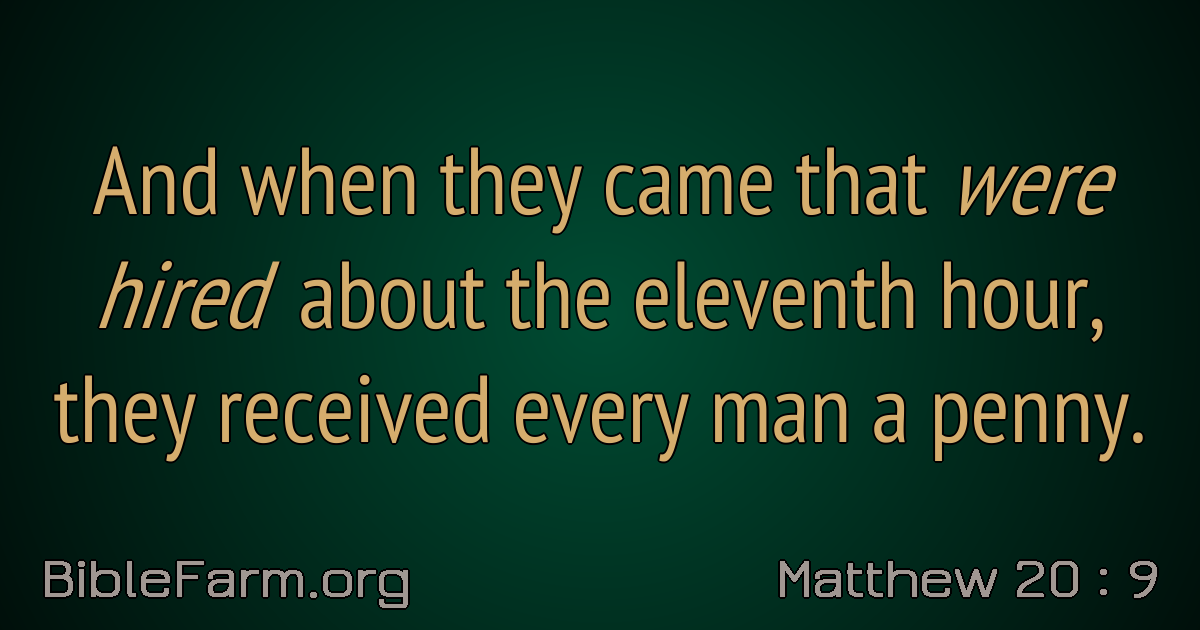 And when they came that were
hired about the eleventh hour,
they received every man a penny.
BibleFarm.org
Matthew 20 : 9